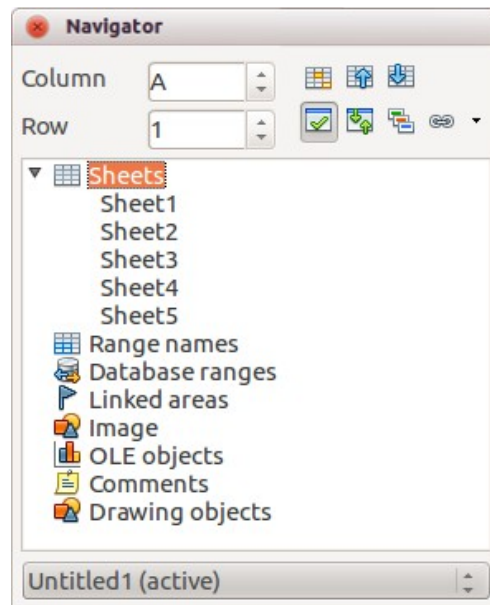 Navigator
Column A
Row 1
Sheets
Sheet1
Sheet2
Sheet3
Sheet4
Sheet5
Range names
Database ranges
Linked areas
Image
OLE objects
Comments
Drawing objects
Untitled1 (active)